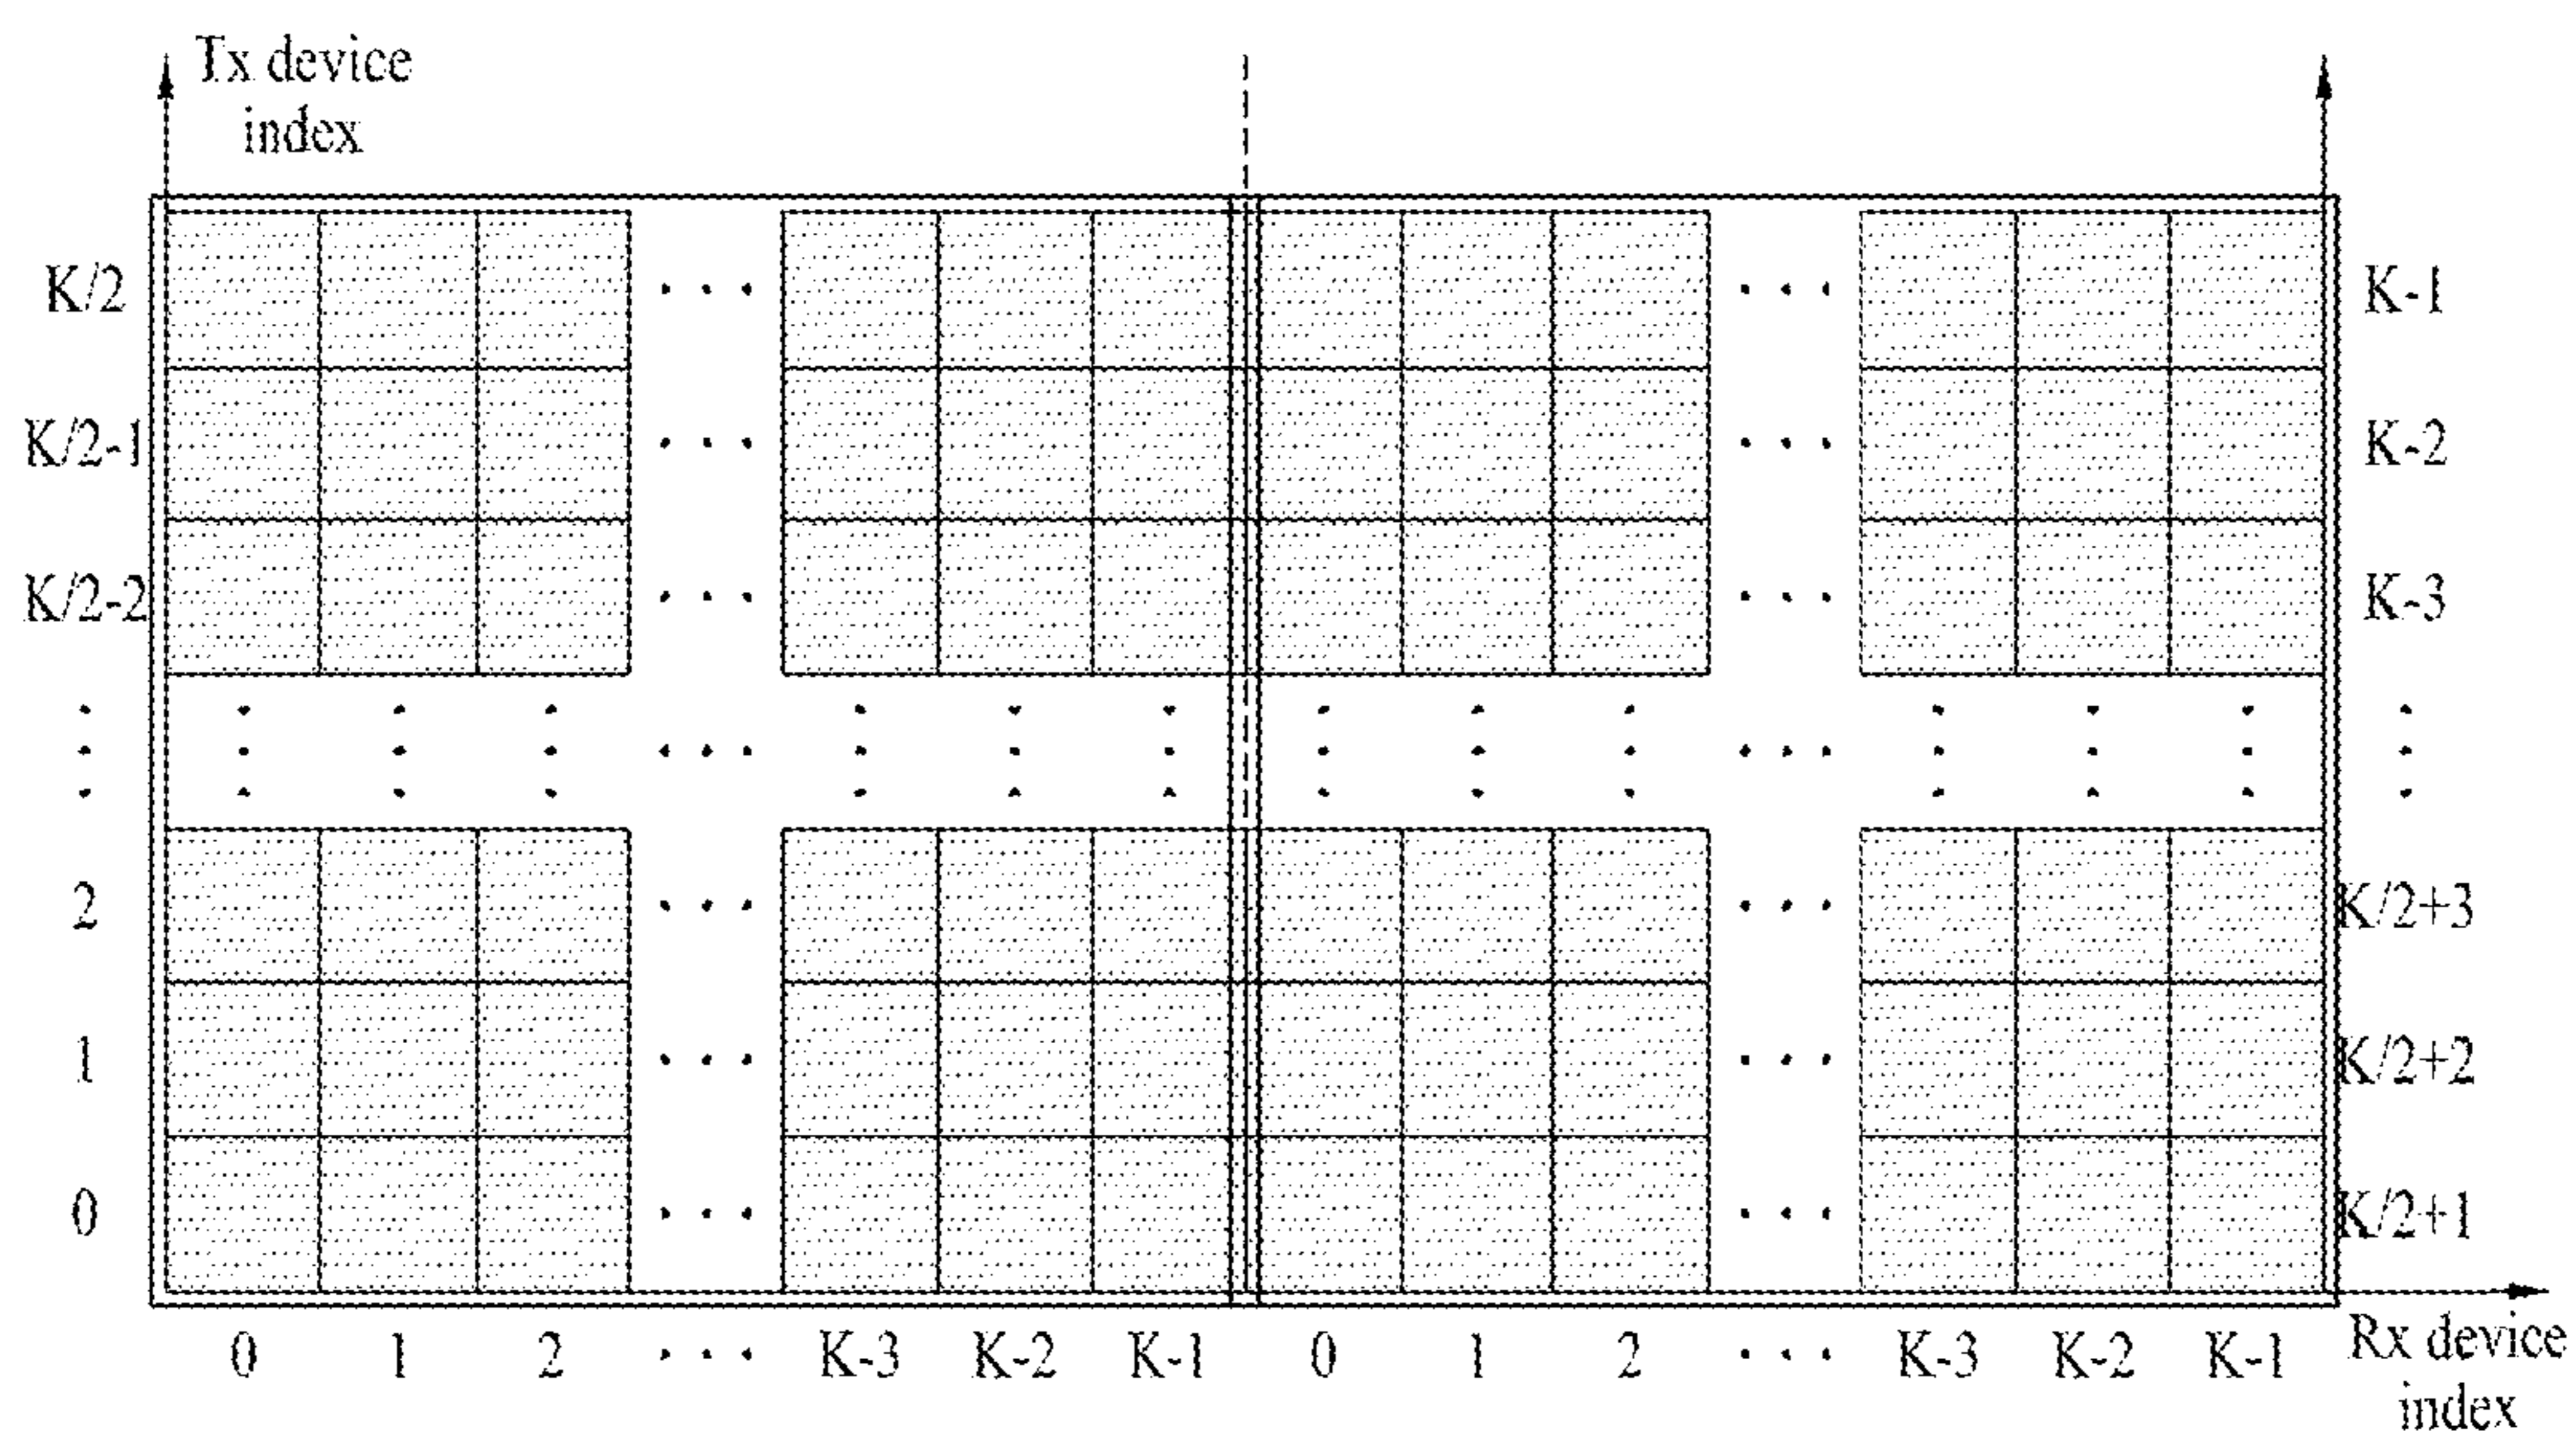 Tx device
index
K/2 . . . . . . K-1
K/2-1 . . . . . . K-2
K/2-2 . . . . . . K-3
2 . . . . . . K/2+3
1 . . . . . . K/2+2
0 . . . . . . K/2+1
0 1 2 . . . K-3 K-2 K-1 0 1 2 . . . K-3 K-2 K-1 Rx device
index